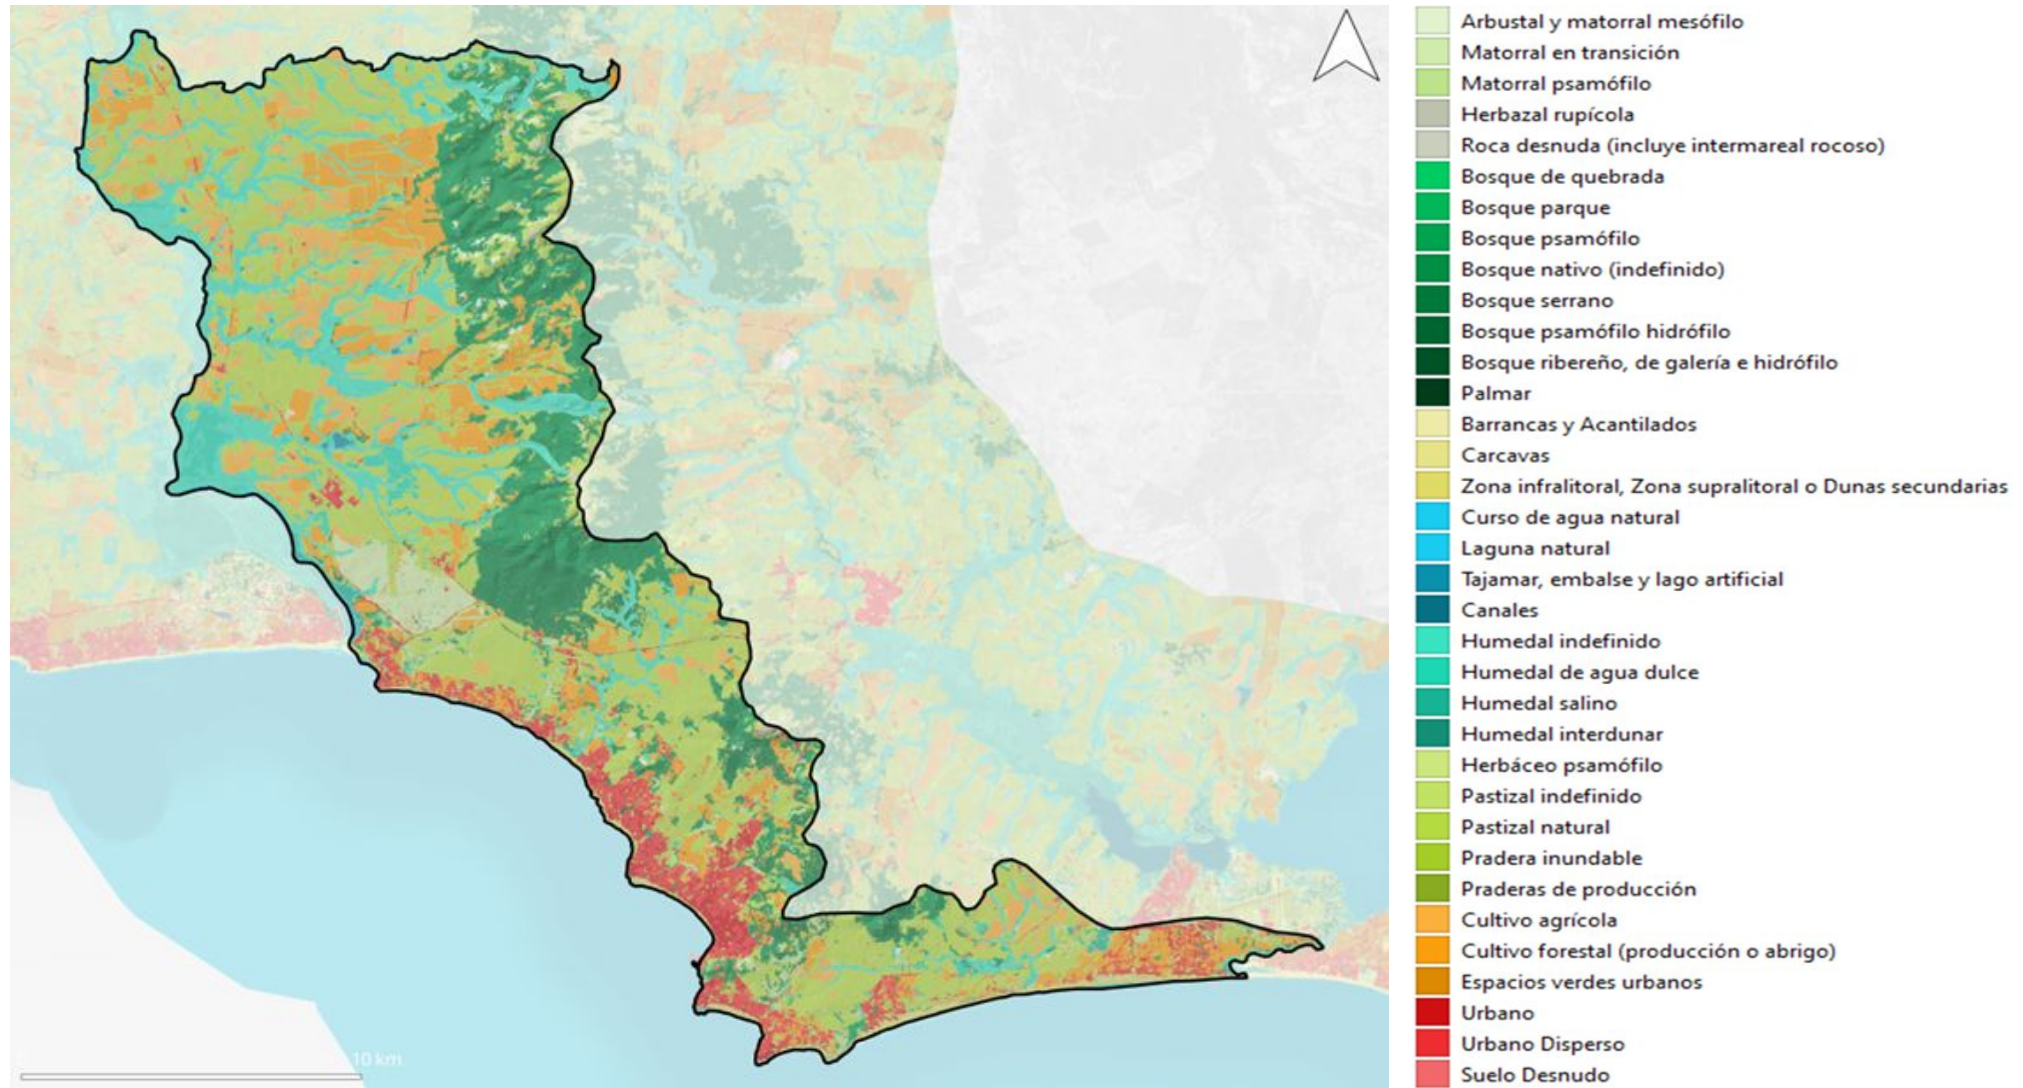 Arbustal y matorral mesófilo
Matorral en transición
Matorral psamófilo
Herbazal rupícola
Roca desnuda (incluye intermareal rocoso)
Bosque de quebrada
Bosque parque
Bosque psamófilo
Bosque nativo (indefinido)
Bosque serrano
Bosque psamófilo hidrófilo
Bosque ribereño, de galería e hidrófilo
Palmar
Barrancas y Acantilados
Carcavas
Zona infralitoral, Zona supralitoral o Dunas secundarias
Curso de agua natural
Laguna natural
Tajamar, embalse y lago artificial
Canales
Humedal indefinido
Humedal de agua dulce
Humedal salino
Humedal interdunar
Herbáceo psamófilo
Pastizal indefinido
Pastizal natural
Pradera inundable
Praderas de producción
Cultivo agrícola
Cultivo forestal (producción o abrigo)
Espacios verdes urbanos
Urbano
Urbano Disperso
Suelo Desnudo
10 km